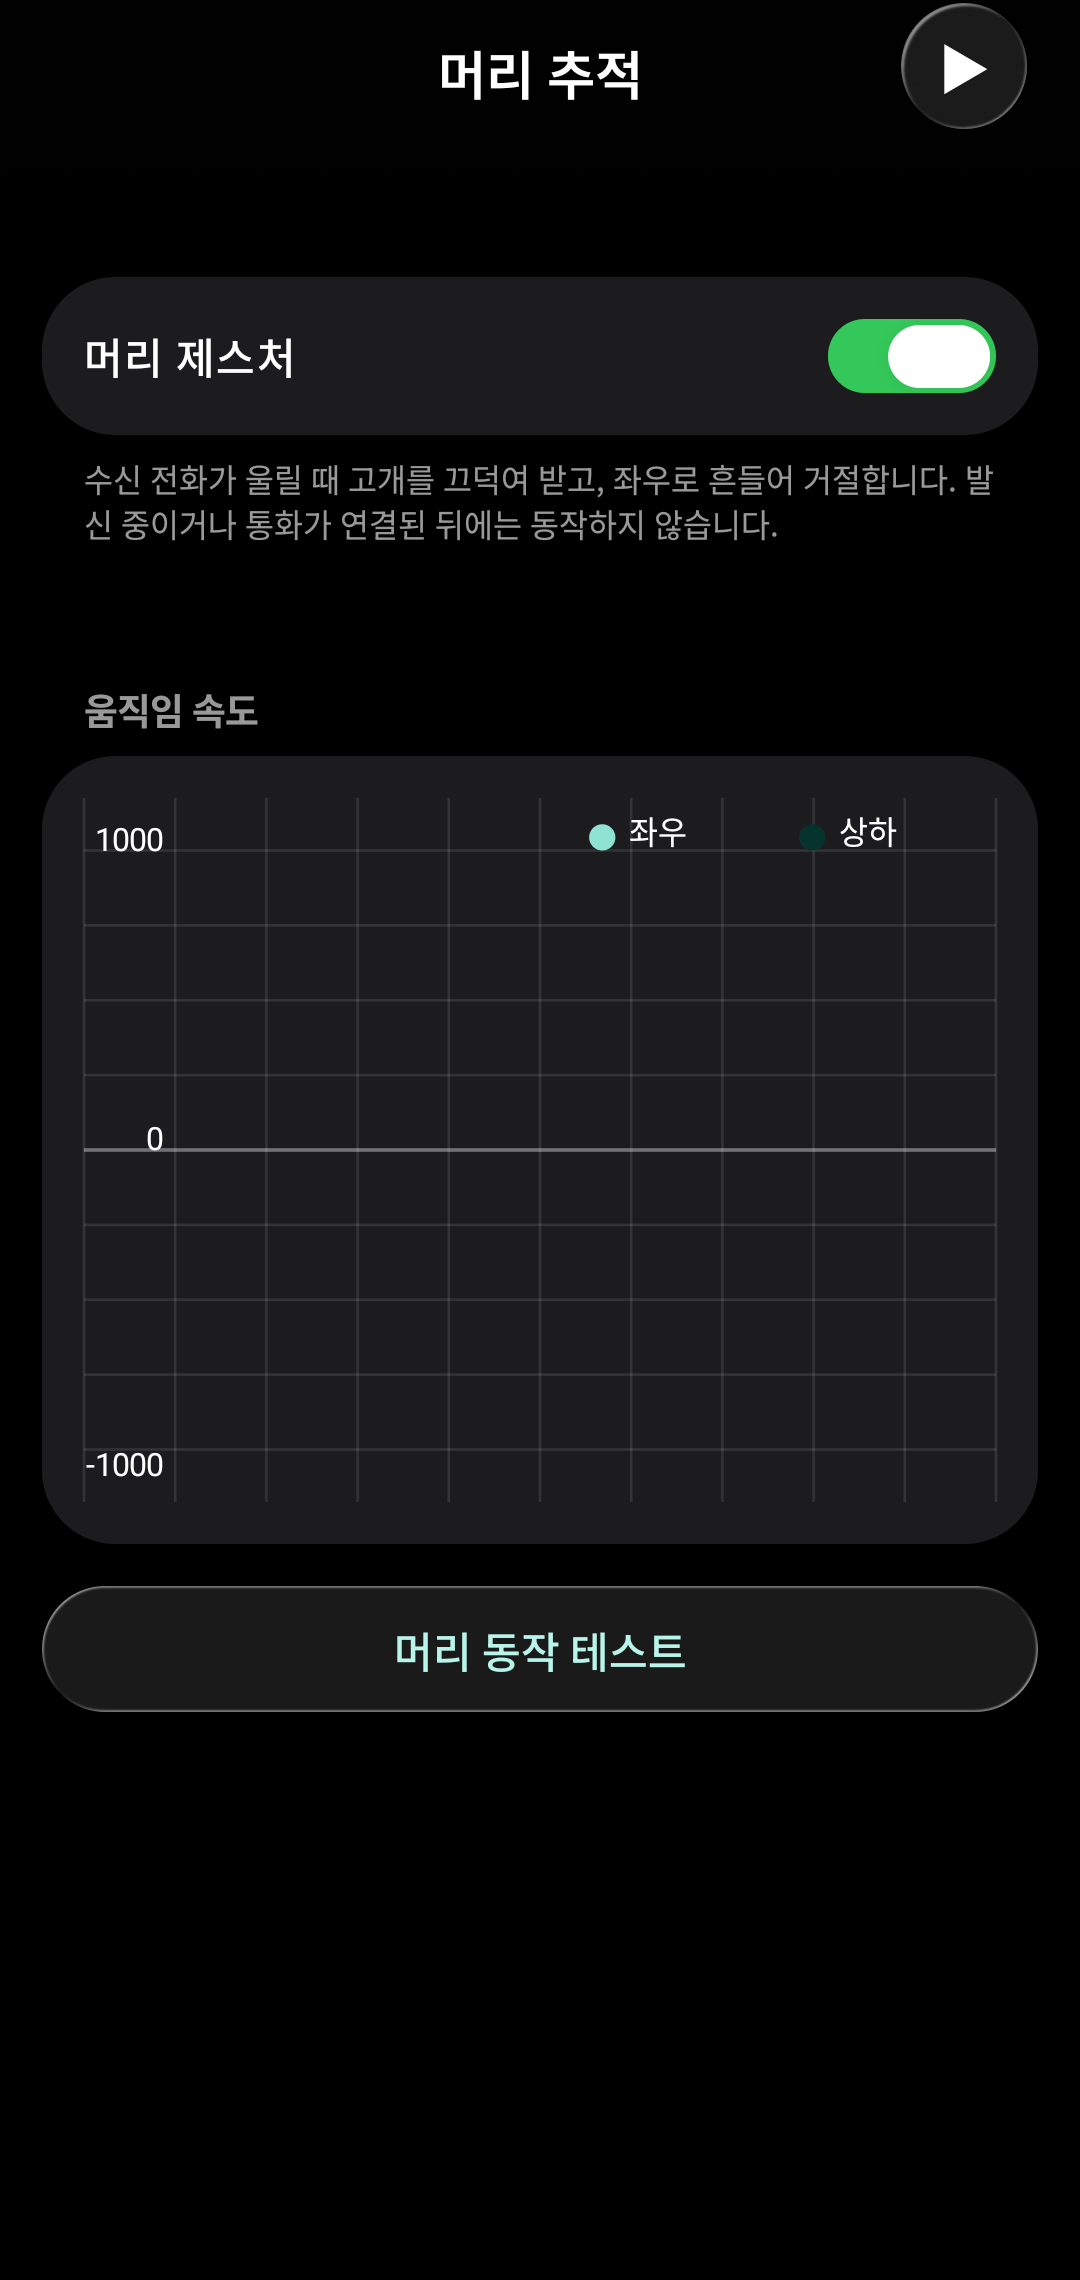 머리 추적
머리 제스처
수신 전화가 울릴 때 고개를 끄덕여 받고, 좌우로 흔들어 거절합니다. 발
신 중이거나 통화가 연결된 뒤에는 동작하지 않습니다.
움직임 속도
1000
좌우
상하
0
-1000
머리 동작 테스트